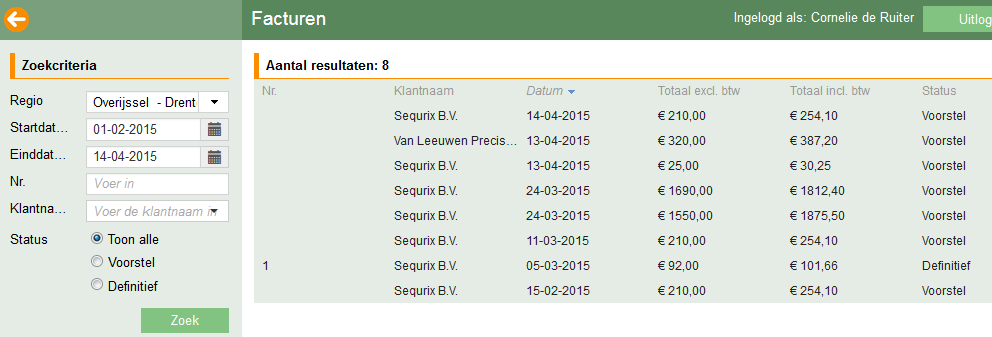 Facturen
Ingelogd als: Cornelie de Ruiter
Uitlog
Zoekcriteria
Regio
Overijssel - Drent
Startdat...
01-02-2015
Einddat...
14-04-2015
Nr.
Voer in
Klantna...
Voer de klantnaam in
Status
Toon alle
Voorstel
Definitief
Zoek
Aantal resultaten: 8
Nr. Klantnaam Datum Totaal excl. btw Totaal incl. btw Status
Sequrix B.V. 14-04-2015 € 210,00 € 254,10 Voorstel
Van Leeuwen Precis... 13-04-2015 € 320,00 € 387,20 Voorstel
Sequrix B.V. 13-04-2015 € 25,00 € 30,25 Voorstel
Sequrix B.V. 24-03-2015 € 1690,00 € 1812,40 Voorstel
Sequrix B.V. 24-03-2015 € 1550,00 € 1875,50 Voorstel
Sequrix B.V. 11-03-2015 € 210,00 € 254,10 Voorstel
1 Sequrix B.V. 05-03-2015 € 92,00 € 101,66 Definitief
Sequrix B.V. 15-02-2015 € 210,00 € 254,10 Voorstel